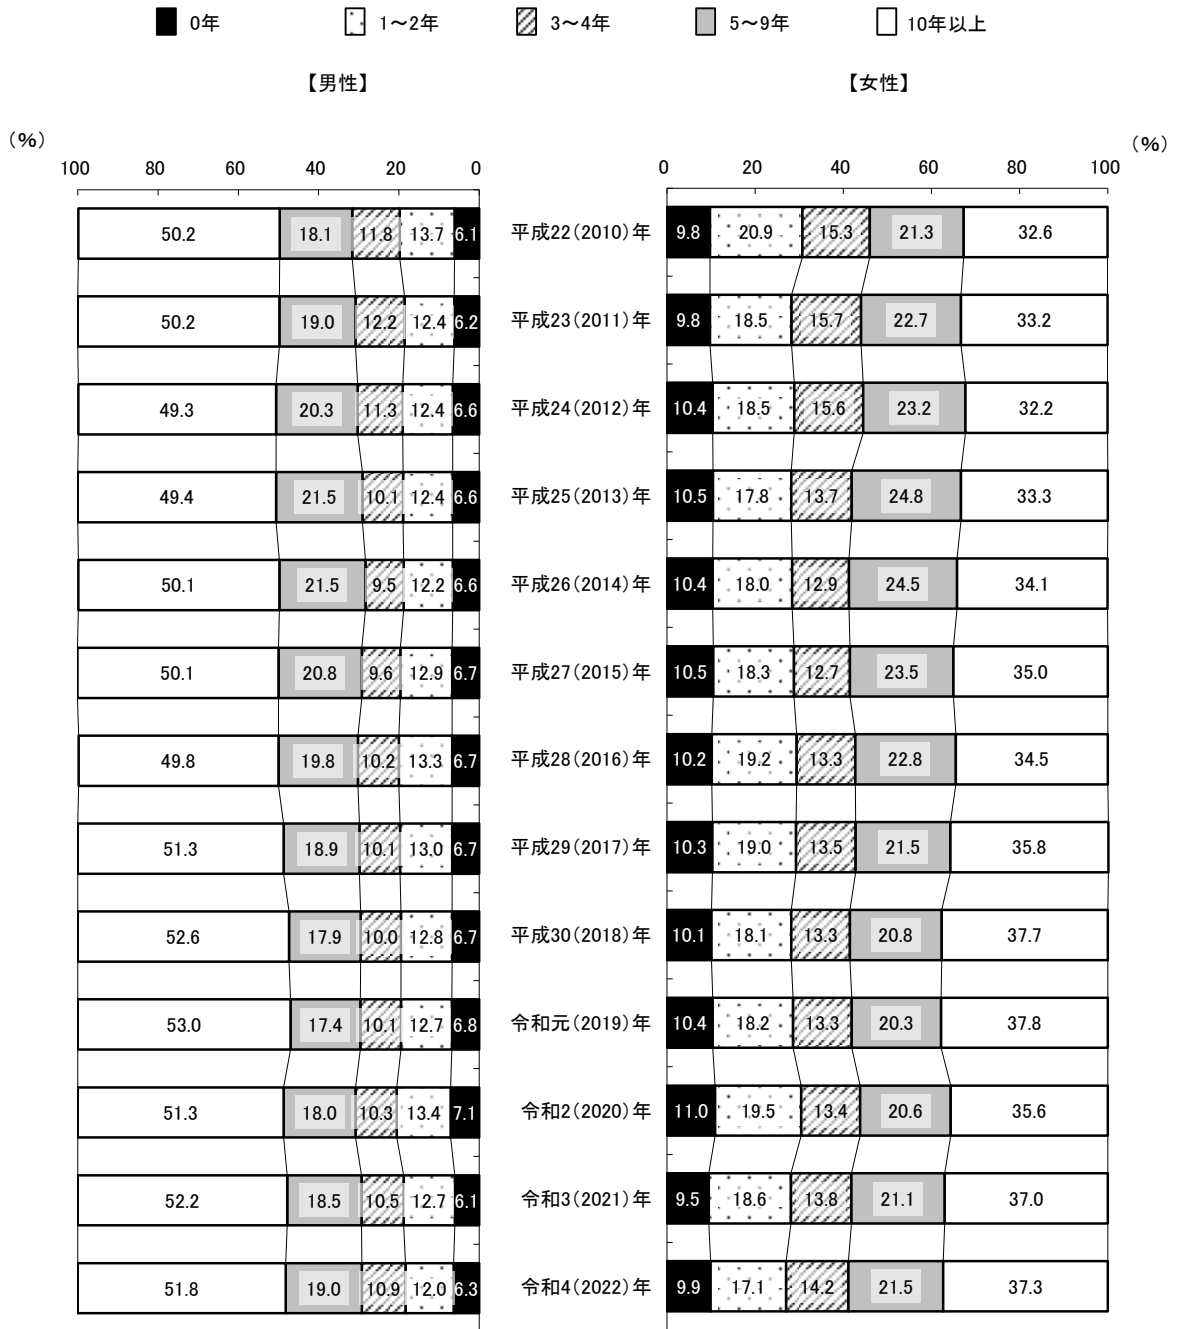 0年 1～2年 3～4年 5～9年 10年以上
【男性】 【女性】
（%） （%）
100 80 60 40 20 0 0 20 40 60 80 100
50.2 18.1 11.8 13.7 6.1 平成22（2010）年 9.8 20.9 15.3 21.3 32.6
50.2 19.0 12.2 12.4 6.2 平成23（2011）年 9.8 18.5 15.7 22.7 33.2
49.3 20.3 11.3 12.4 6.6 平成24（2012）年 10.4 18.5 15.6 23.2 32.2
49.4 21.5 10.1 12.4 6.6 平成25（2013）年 10.5 17.8 13.7 24.8 33.3
50.1 21.5 9.5 12.2 6.6 平成26（2014）年 10.4 18.0 12.9 24.5 34.1
50.1 20.8 9.6 12.9 6.7 平成27（2015）年 10.5 18.3 12.7 23.5 35.0
49.8 19.8 10.2 13.3 6.7 平成28（2016）年 10.2 19.2 13.3 22.8 34.5
51.3 18.9 10.1 13.0 6.7 平成29（2017）年 10.3 19.0 13.5 21.5 35.8
52.6 17.9 10.0 12.8 6.7 平成30（2018）年 10.1 18.1 13.3 20.8 37.7
53.0 17.4 10.1 12.7 6.8 令和元（2019）年 10.4 18.2 13.3 20.3 37.8
51.3 18.0 10.3 13.4 7.1 令和2（2020）年 11.0 19.5 13.4 20.6 35.6
52.2 18.5 10.5 12.7 6.1 令和3（2021）年 9.5 18.6 13.8 21.1 37.0
51.8 19.0 10.9 12.0 6.3 令和4（2022）年 9.9 17.1 14.2 21.5 37.3